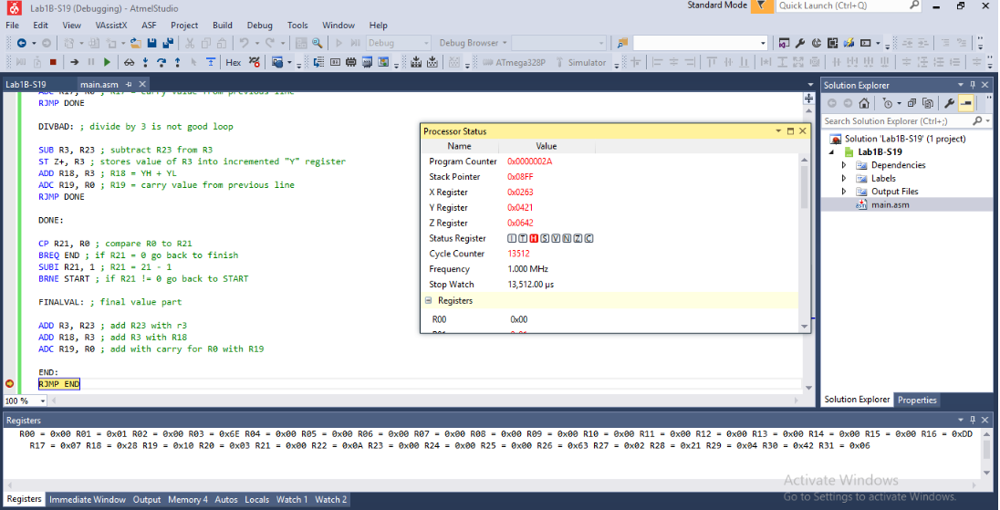 Lab1B-S19 (Debugging) - AtmelStudio
Standard Mode
Quick Launch (Ctrl+Q)
File Edit View VAssistX ASF Project Build Debug Tools Window Help
Debug
Debug Browser
Hex
ATmega328P
Simulator
Lab1B-S19
main.asm
ADC R17, R0 ; R17 = carry value from previous line
RJMP DONE
DIVBAD: ; divide by 3 is not good loop
SUB R3, R23 ; subtract R23 from R3
ST Z+, R3 ; stores value of R3 into incremented "Y" register
ADD R18, R3 ; R18 = YH + YL
ADC R19, R0 ; R19 = carry value from previous line
RJMP DONE
DONE:
CP R21, R0 ; compare R0 to R21
BREQ END ; if R21 = 0 go back to finish
SUBI R21, 1 ; R21 = 21 - 1
BRNE START ; if R21 != 0 go back to START
FINALVAL: ; final value part
ADD R3, R23 ; add R23 with r3
ADD R18, R3 ; add R3 with R18
ADC R19, R0 ; add with carry for R0 with R19
END:
RJMP END
100 %
Processor Status
Name Value
Program Counter 0x0000002A
Stack Pointer 0x08FF
X Register 0x0263
Y Register 0x0421
Z Register 0x0642
Status Register I T H S V N Z C
Cycle Counter 13512
Frequency 1.000 MHz
Stop Watch 13,512.00 µs
Registers
R00 0x00
R01 0x01
Solution Explorer
Search Solution Explorer (Ctrl+;)
Solution 'Lab1B-S19' (1 project)
Lab1B-S19
Dependencies
Labels
Output Files
main.asm
Solution Explorer Properties
Registers
R00 = 0x00 R01 = 0x01 R02 = 0x00 R03 = 0x6E R04 = 0x00 R05 = 0x00 R06 = 0x00 R07 = 0x00 R08 = 0x00 R09 = 0x00 R10 = 0x00 R11 = 0x00 R12 = 0x00 R13 = 0x00 R14 = 0x00 R15 = 0x00 R16 = 0xDD
R17 = 0x07 R18 = 0x28 R19 = 0x10 R20 = 0x03 R21 = 0x00 R22 = 0x0A R23 = 0x00 R24 = 0x00 R25 = 0x00 R26 = 0x63 R27 = 0x02 R28 = 0x21 R29 = 0x04 R30 = 0x42 R31 = 0x06
Activate Windows
Go to Settings to activate Windows.
Registers Immediate Window Output Memory 4 Autos Locals Watch 1 Watch 2